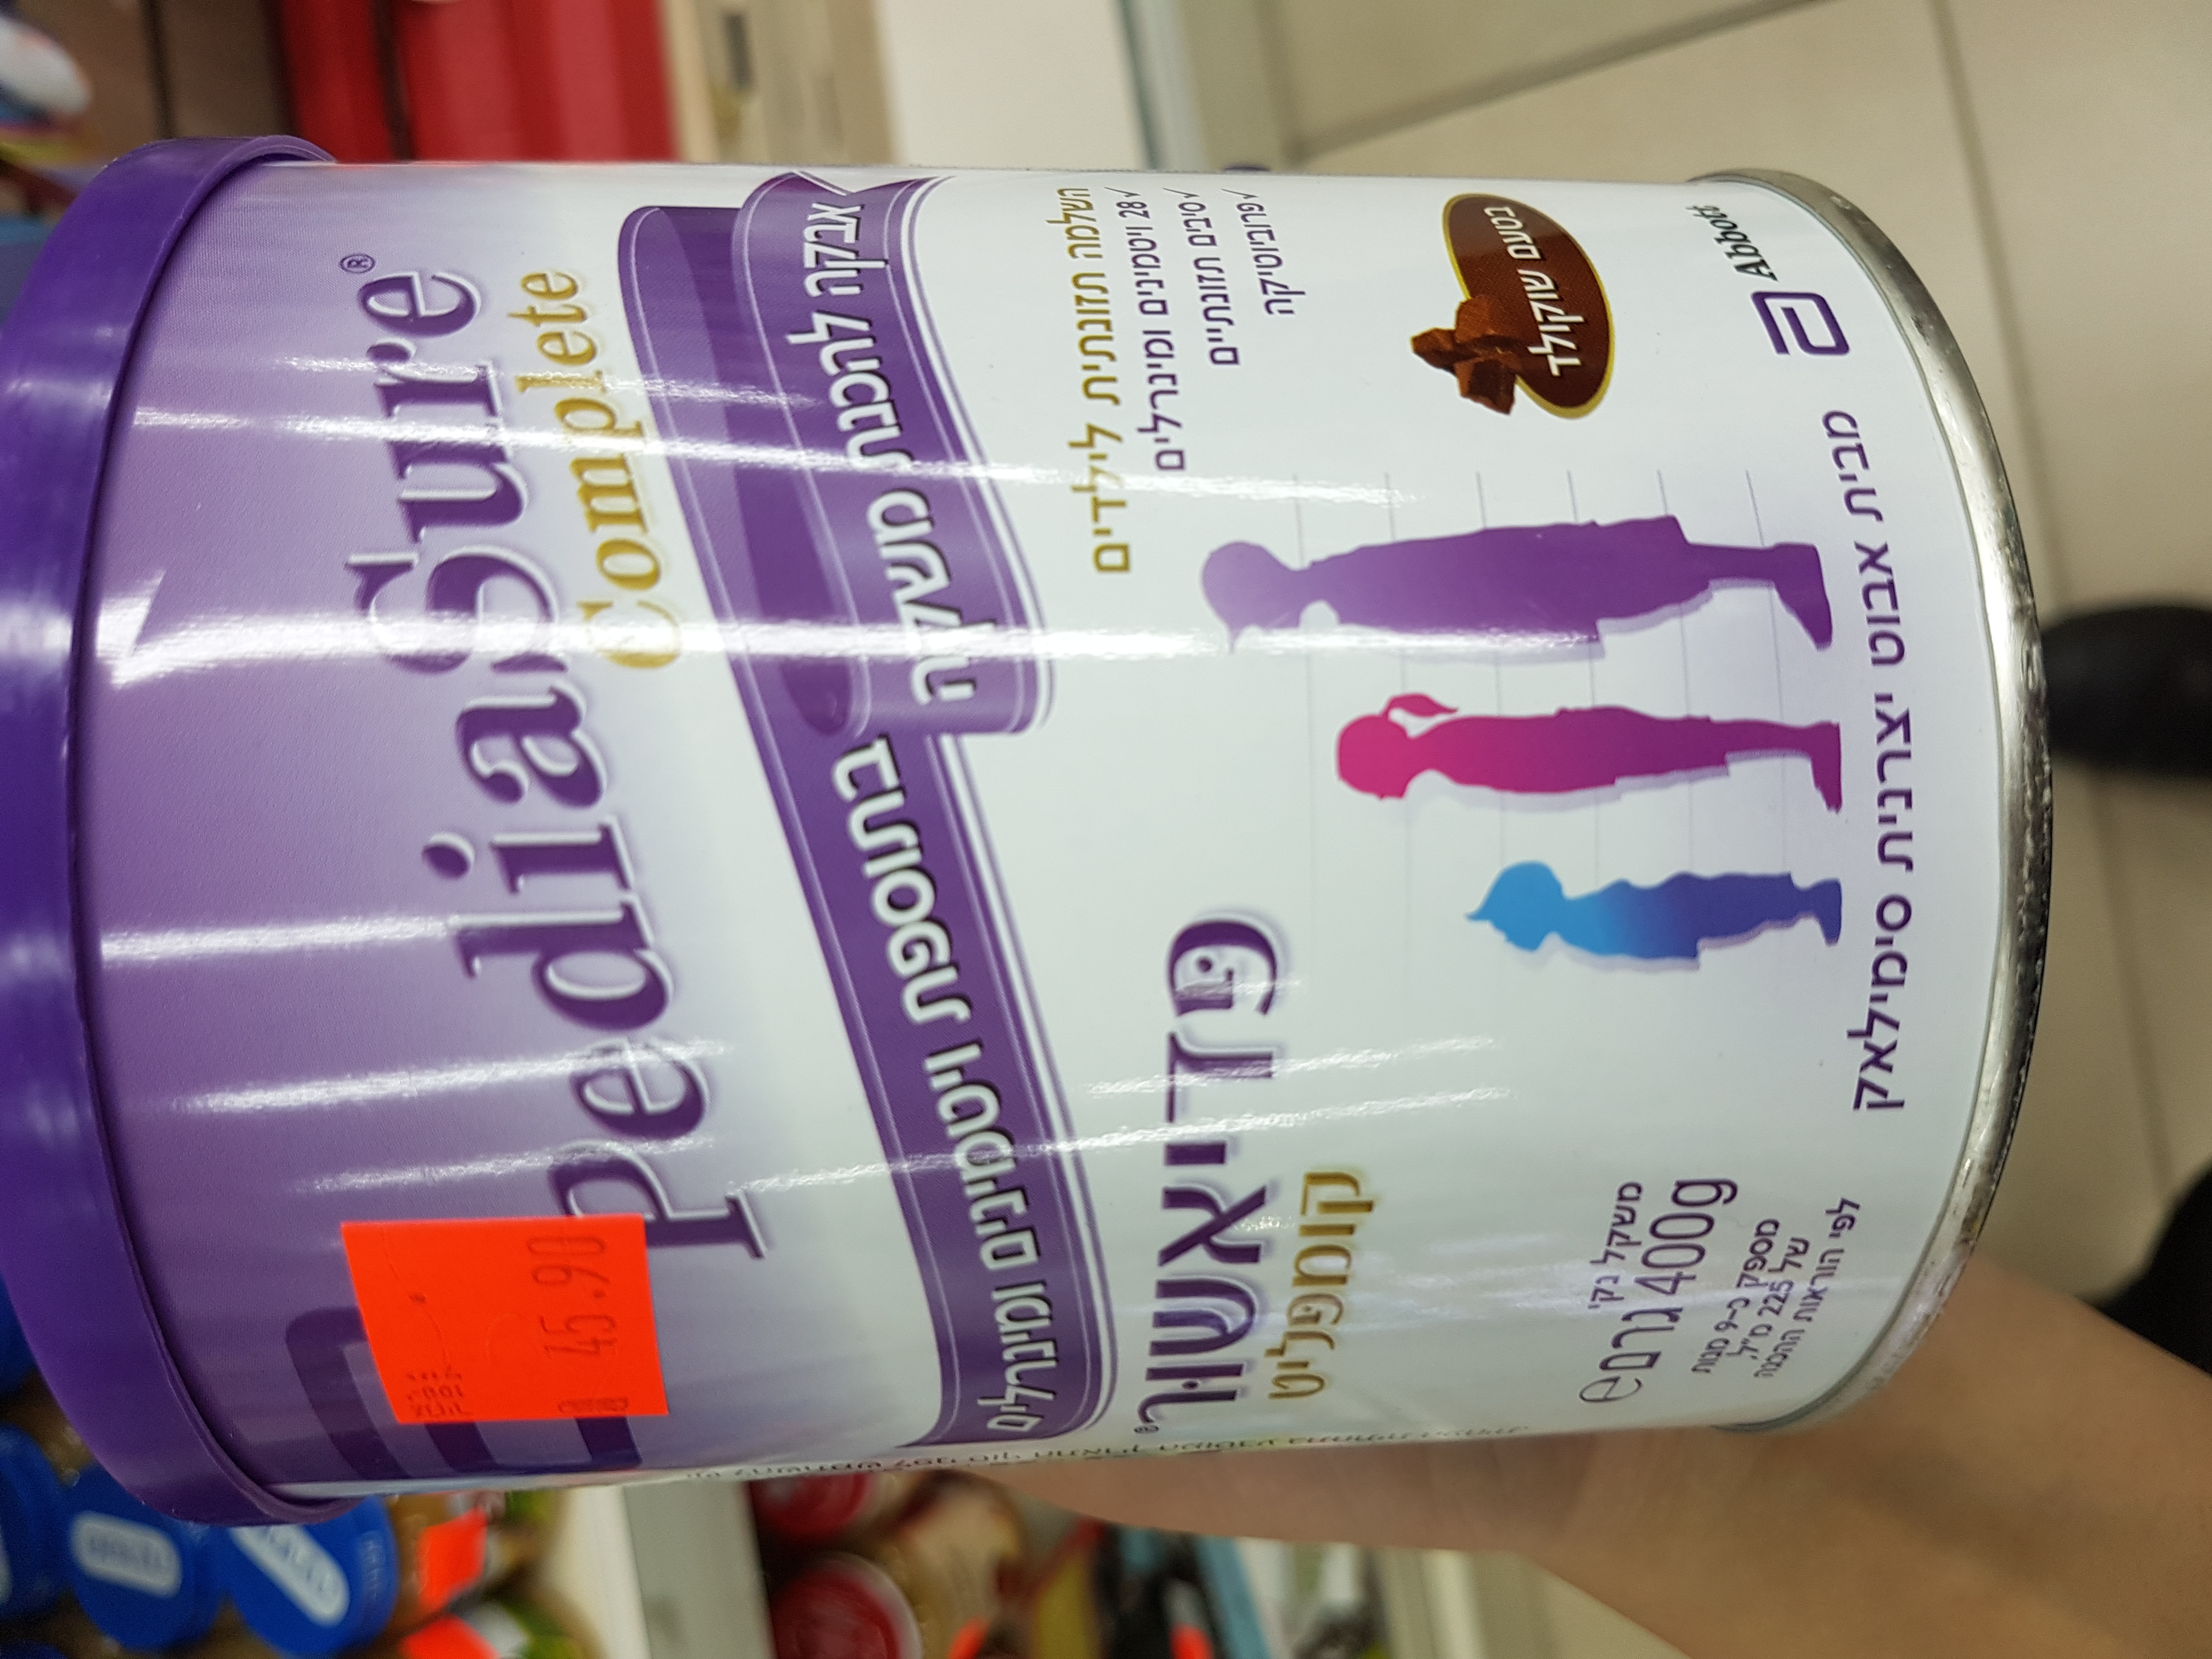 PediaSure®
Complete
45.90
אבקה להכנת משקה
בתוספת ויטמינים ומינרלים
השלמה תזונתית לילדים
✓28 ויטמינים ומינרלים
✓סיבים תזונתיים
✓פרוביוטיקה
פדיאשור®
קומפליט
בטעם שוקולד
משקל נקי
400g גרם ℮
מספק כ-9 מנות
של 225 מ"ל,
לפי הוראות ההכנה
Abbott
מבית אבוט יצרנית סימילאק